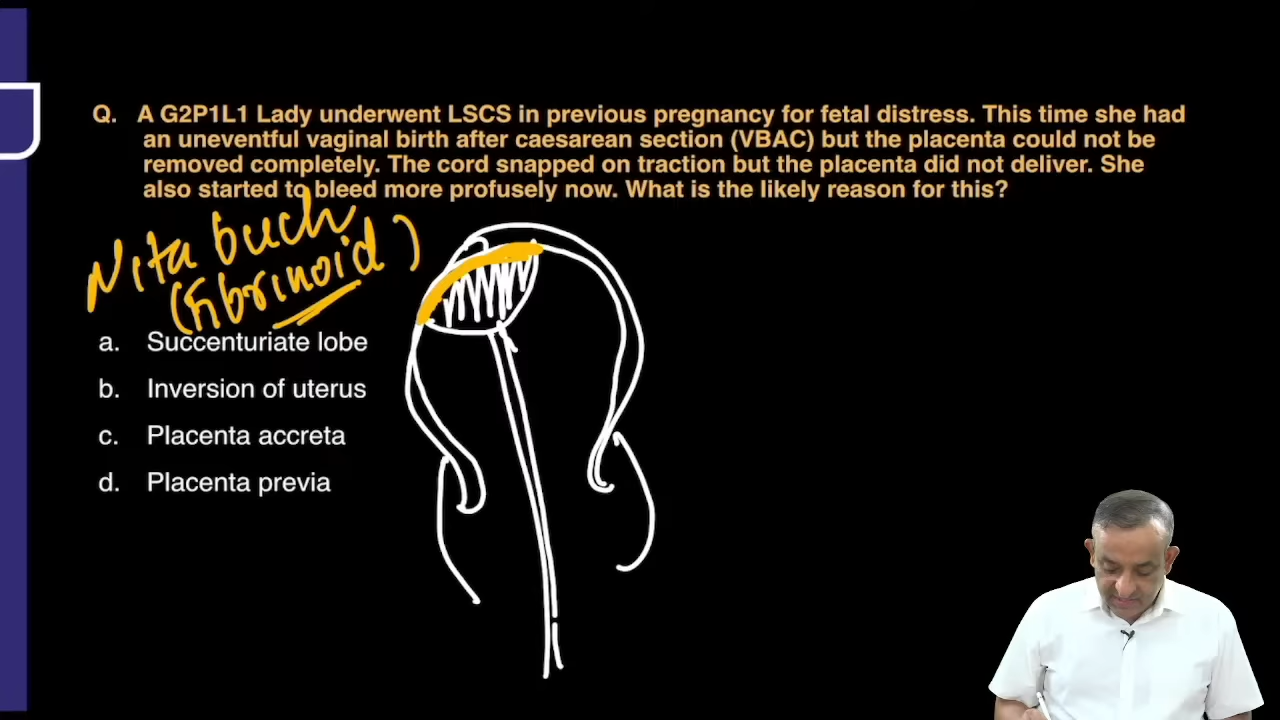 Q. A G2P1L1 Lady underwent LSCS in previous pregnancy for fetal distress. This time she had
an uneventful vaginal birth after caesarean section (VBAC) but the placenta could not be
removed completely. The cord snapped on traction but the placenta did not deliver. She
also started to bleed more profusely now. What is the likely reason for this?
Nita buch
(Fibrinoid)
a. Succenturiate lobe
b. Inversion of uterus
c. Placenta accreta
d. Placenta previa